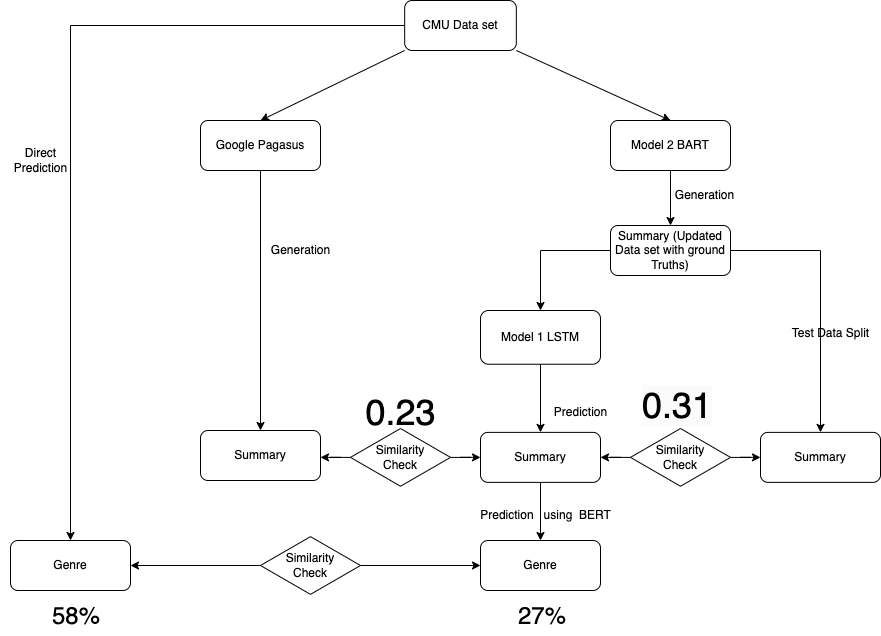 CMU Data set
Direct
Prediction
Google Pagasus
Model 2 BART
Generation
Generation
Summary (Updated
Data set with ground
Truths)
Model 1 LSTM
Test Data Split
Prediction
0.23
0.31
Summary
Similarity
Check
Summary
Similarity
Check
Summary
Prediction using BERT
Genre
Similarity
Check
Genre
58%
27%